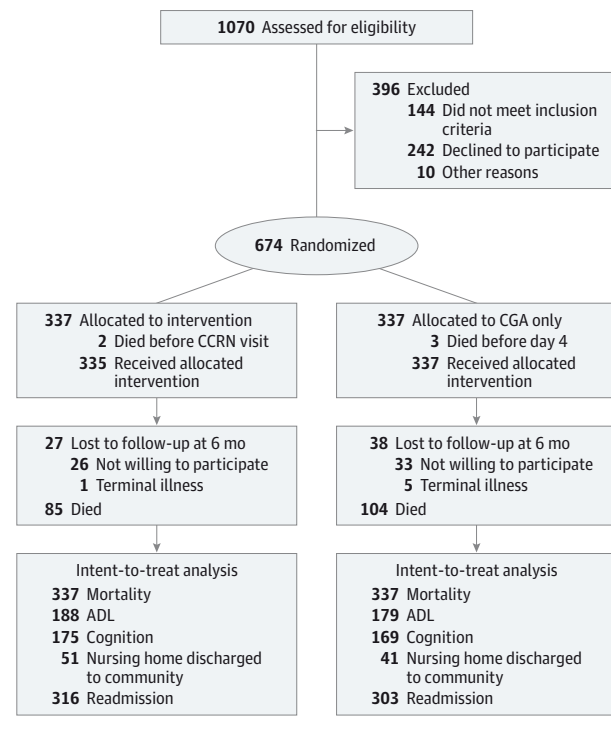 1070 Assessed for eligibility
396 Excluded
144 Did not meet inclusion
criteria
242 Declined to participate
10 Other reasons
674 Randomized
337 Allocated to intervention
2 Died before CCRN visit
335 Received allocated
intervention
337 Allocated to CGA only
3 Died before day 4
337 Received allocated
intervention
27 Lost to follow-up at 6 mo
26 Not willing to participate
1 Terminal illness
85 Died
38 Lost to follow-up at 6 mo
33 Not willing to participate
5 Terminal illness
104 Died
Intent-to-treat analysis
337 Mortality
188 ADL
175 Cognition
51 Nursing home discharged
to community
316 Readmission
Intent-to-treat analysis
337 Mortality
179 ADL
169 Cognition
41 Nursing home discharged
to community
303 Readmission